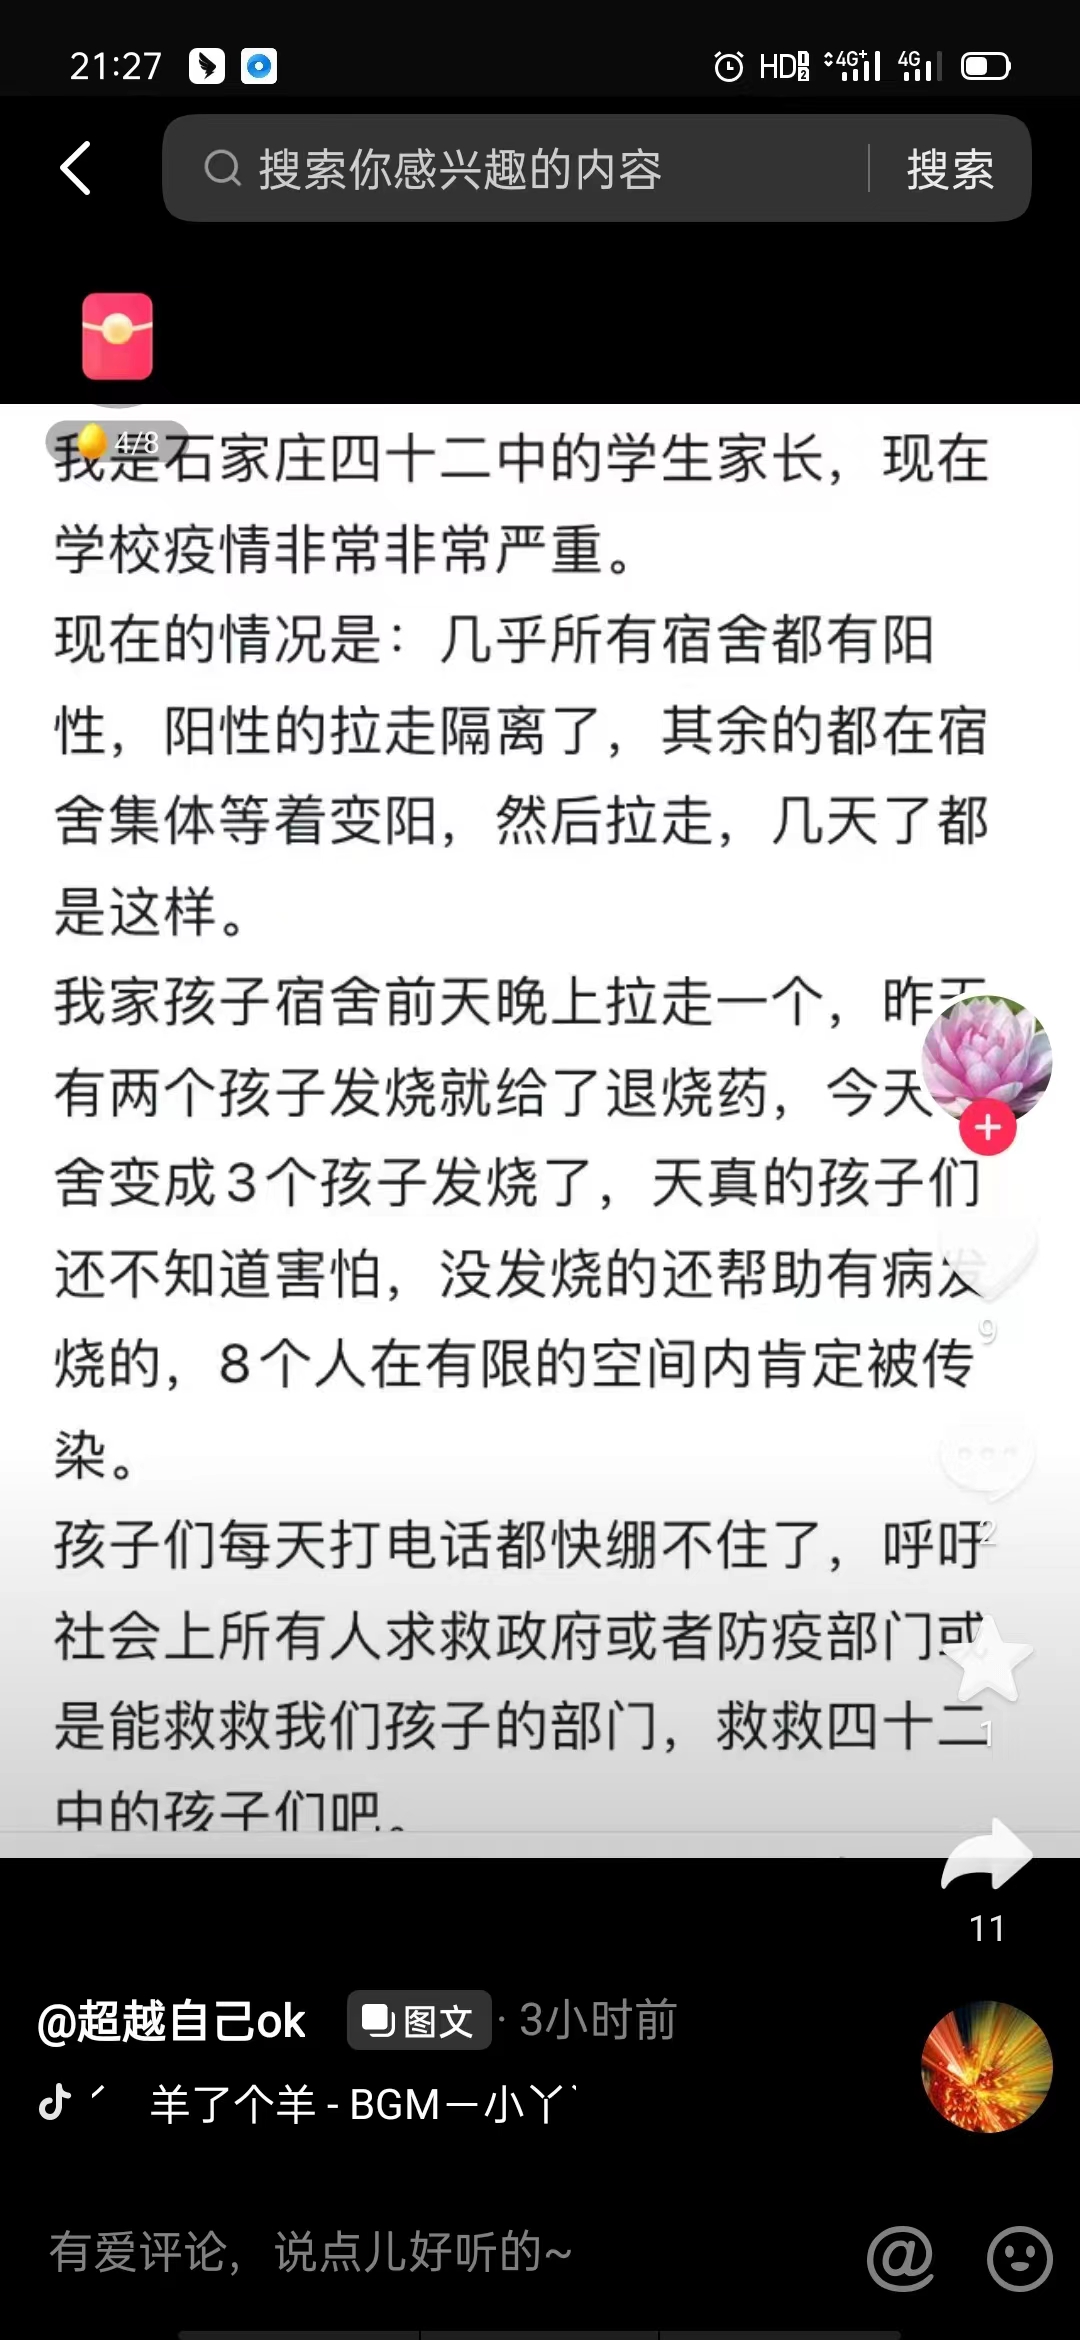 21:27
HD 1 2 4G+ 4G
搜索你感兴趣的内容 搜索
4/8
我是石家庄四十二中的学生家长，现在
学校疫情非常非常严重。
现在的情况是：几乎所有宿舍都有阳
性，阳性的拉走隔离了，其余的都在宿
舍集体等着变阳，然后拉走，几天了都
是这样。
我家孩子宿舍前天晚上拉走一个，昨天
有两个孩子发烧就给了退烧药，今天
舍变成3个孩子发烧了，天真的孩子们
还不知道害怕，没发烧的还帮助有病发
烧的，8个人在有限的空间内肯定被传
染。
孩子们每天打电话都快绷不住了，呼吁
社会上所有人求救政府或者防疫部门或
是能救救我们孩子的部门，救救四十二
中的孩子们吧。
9
2
1
11
@超越自己ok 图文 · 3小时前
羊了个羊 - BGM－小丫
有爱评论，说点儿好听的~